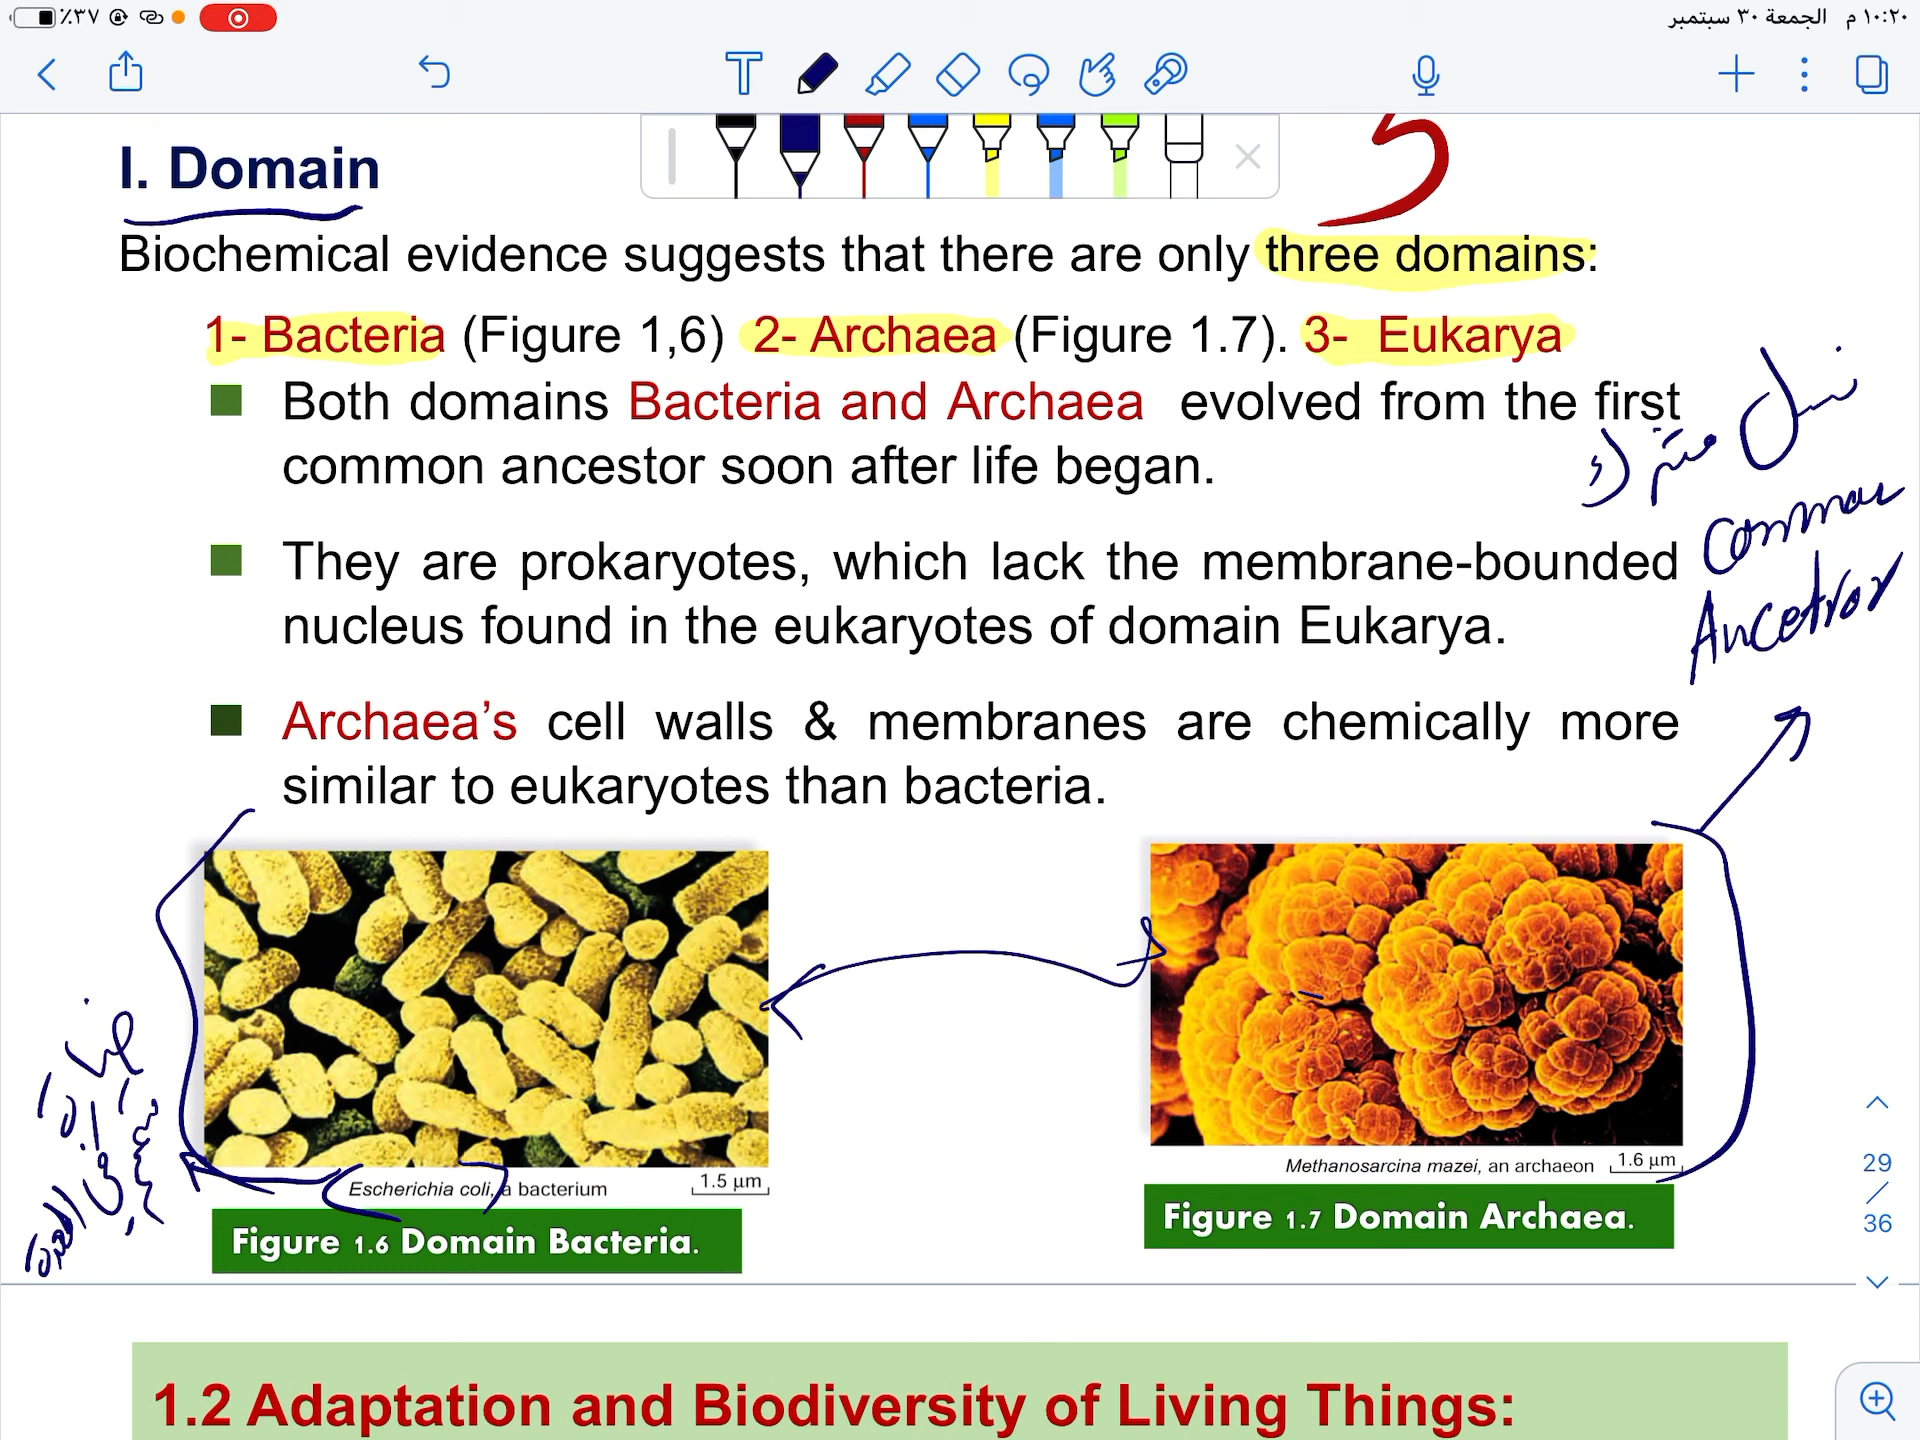 ١٠:٢٠ م الجمعة ٣٠ سبتمبر
٪٣٧
I. Domain
Biochemical evidence suggests that there are only three domains:
1- Bacteria (Figure 1,6) 2- Archaea (Figure 1.7). 3- Eukarya
Both domains Bacteria and Archaea evolved from the first
common ancestor soon after life began.
نسل مشترك
They are prokaryotes, which lack the membrane-bounded
nucleus found in the eukaryotes of domain Eukarya.
Common
Ancetror
Archaea’s cell walls & membranes are chemically more
similar to eukaryotes than bacteria.
Escherichia coli, a bacterium 1.5 μm
Figure 1.6 Domain Bacteria.
Methanosarcina mazei, an archaeon 1.6 μm
Figure 1.7 Domain Archaea.
29
/
36
1.2 Adaptation and Biodiversity of Living Things: